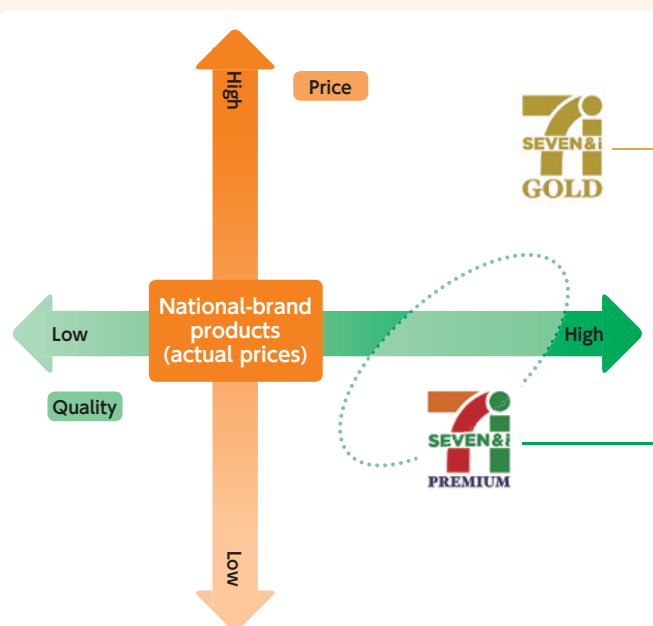 High
Price
SEVEN&i
GOLD
National-brand
products
(actual prices)
Low
High
Quality
SEVEN&i
PREMIUM
Low